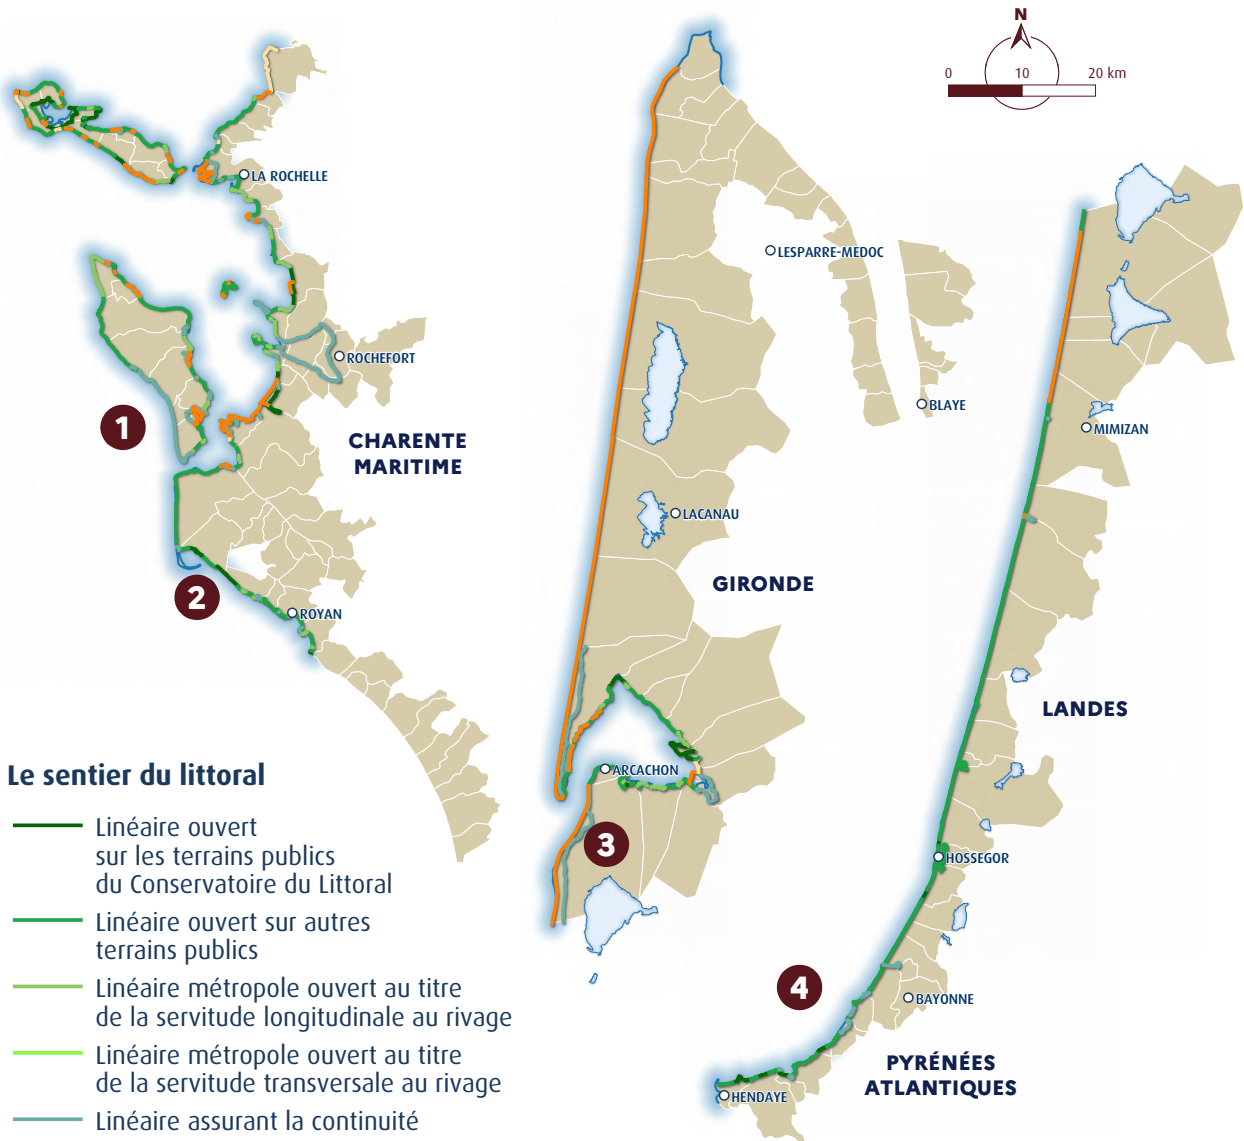 N
0 10 20 km
LA ROCHELLE
LESPARRE-MEDOC
ROCHEFORT
BLAYE
1
MIMIZAN
CHARENTE
MARITIME
LACANAU
GIRONDE
2
ROYAN
LANDES
Le sentier du littoral
ARCACHON
Linéaire ouvert
sur les terrains publics
du Conservatoire du Littoral
3
HOSSEGOR
Linéaire ouvert sur autres
terrains publics
Linéaire métropole ouvert au titre
de la servitude longitudinale au rivage
4
BAYONNE
Linéaire métropole ouvert au titre
de la servitude transversale au rivage
PYRÉNÉES
ATLANTIQUES
HENDAYE
Linéaire assurant la continuité